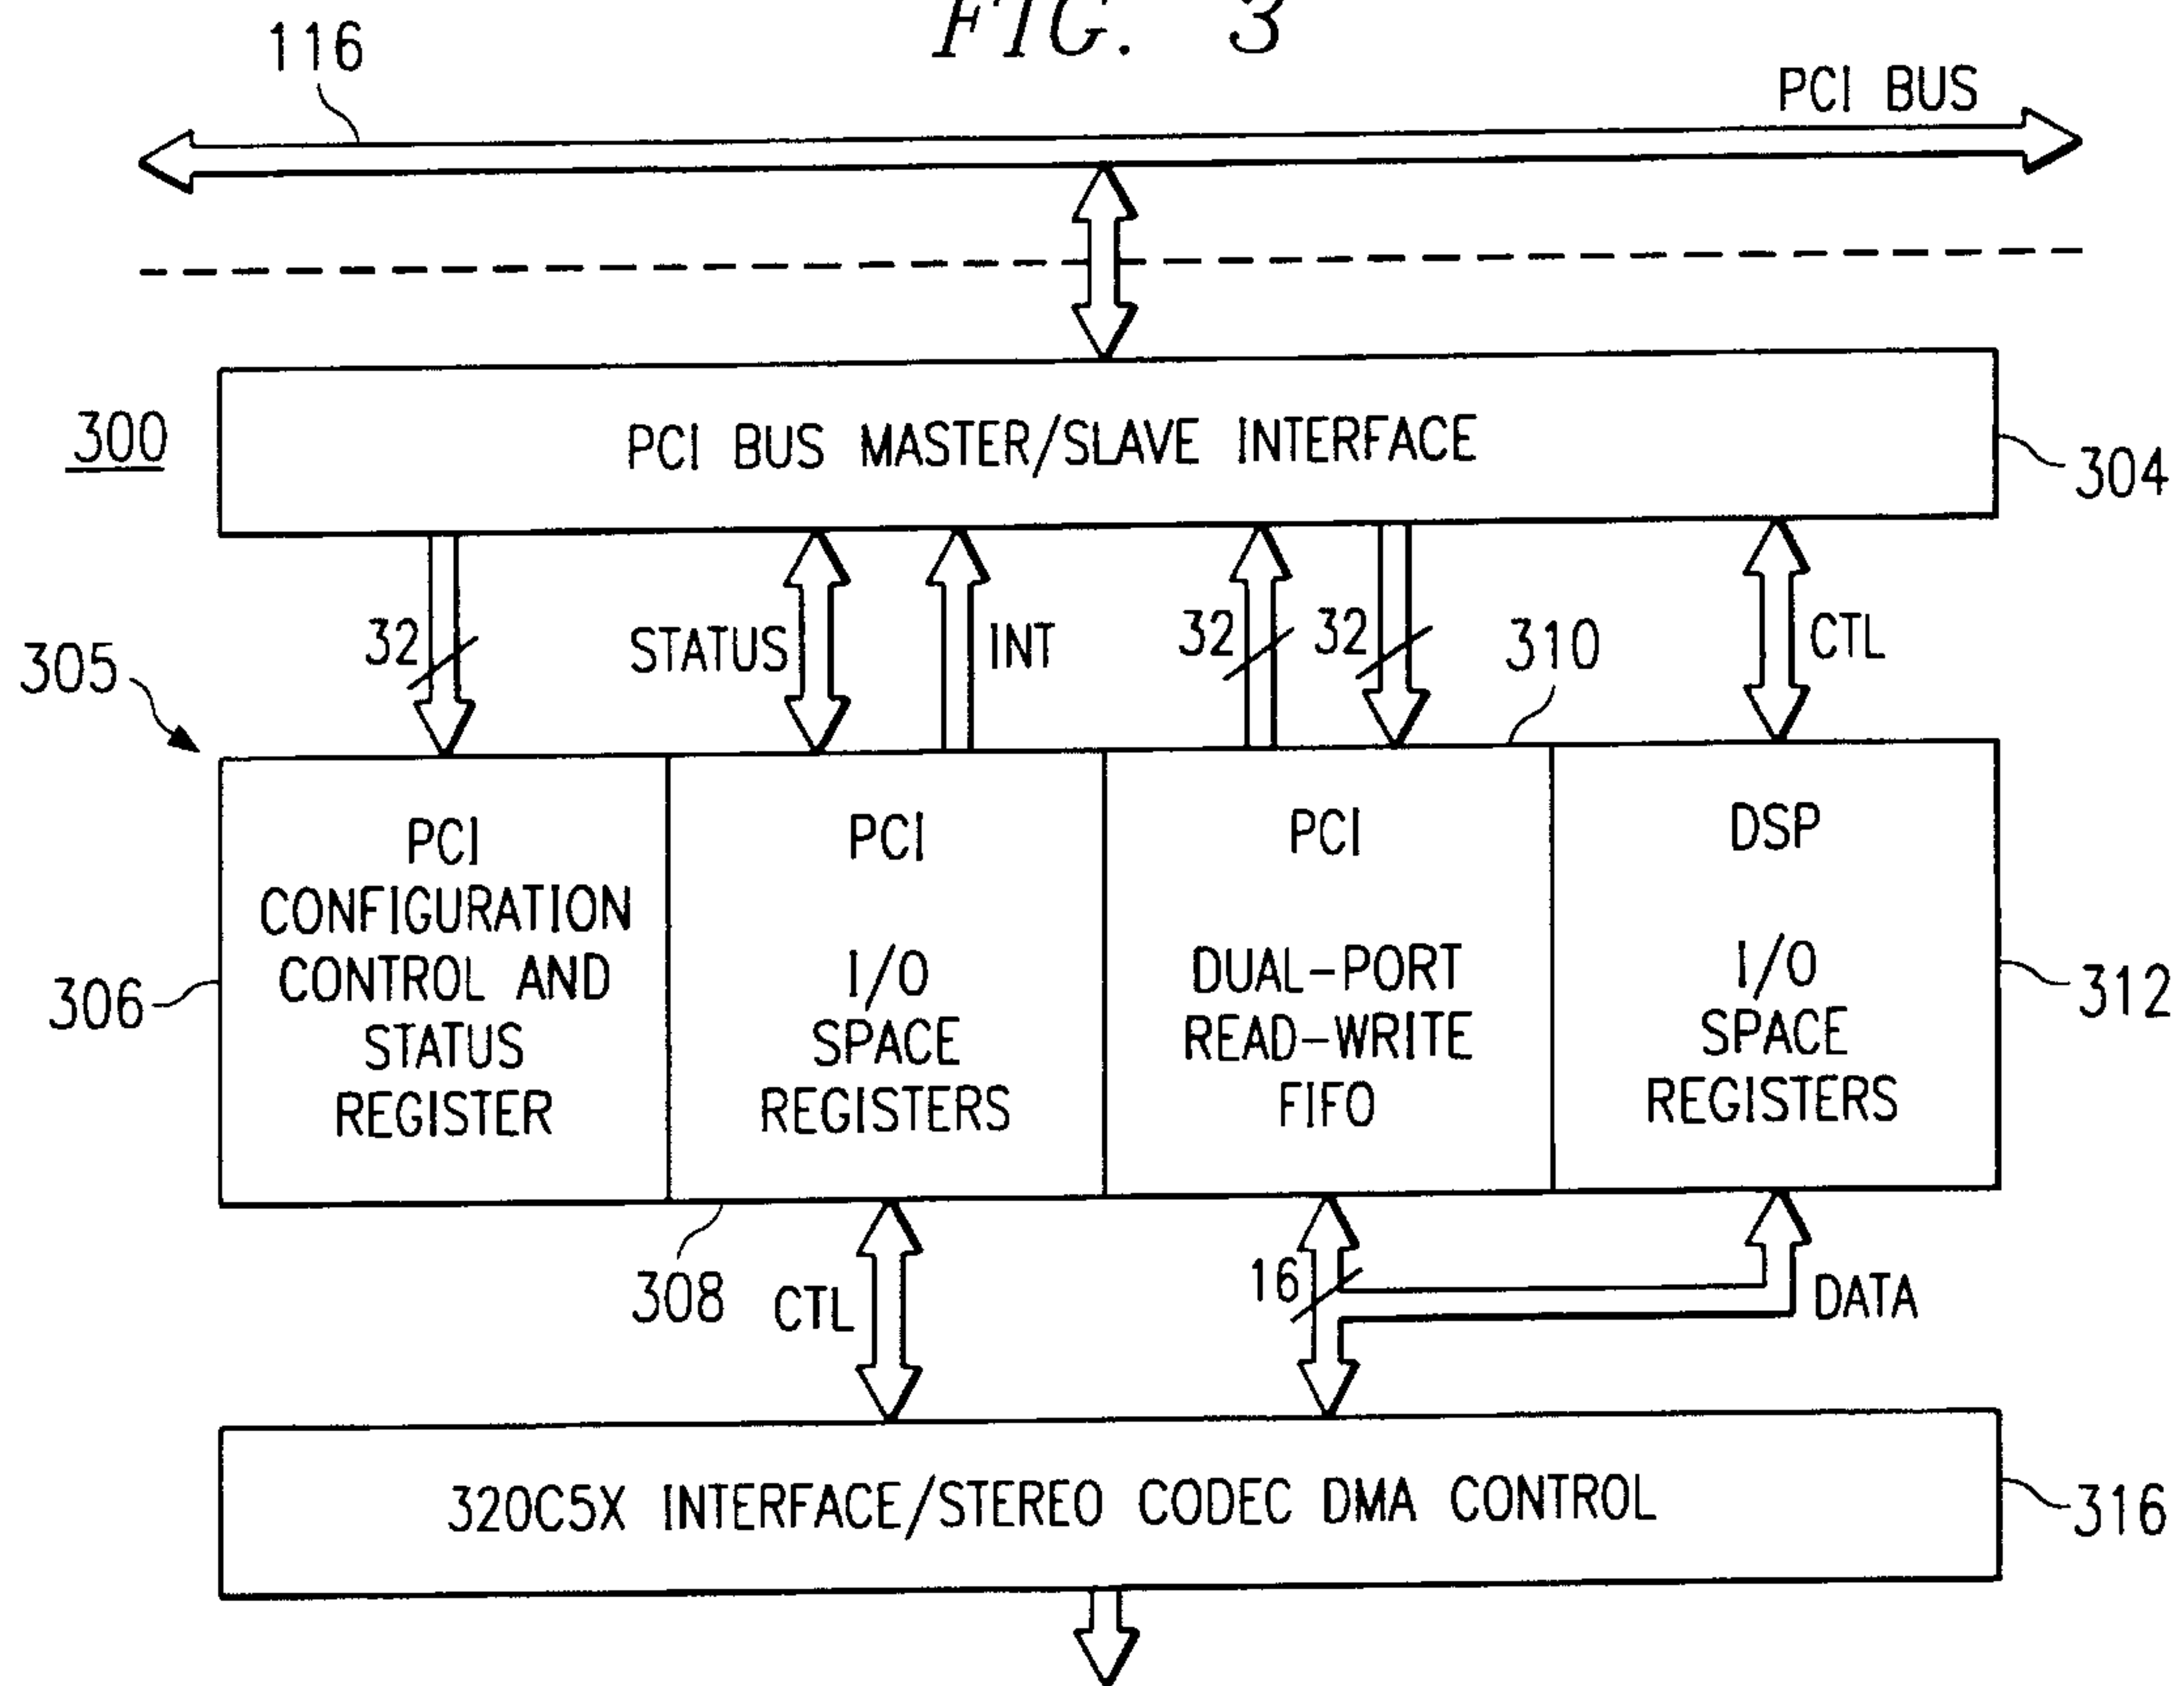 FIG. 3
116
PCI BUS
300
PCI BUS MASTER/SLAVE INTERFACE
304
305
32
STATUS
INT
32
32
310
CTL
306
PCI
CONFIGURATION
CONTROL AND
STATUS
REGISTER
PCI
I/O
SPACE
REGISTERS
PCI
DUAL-PORT
READ-WRITE
FIFO
DSP
I/O
SPACE
REGISTERS
312
308
CTL
16
DATA
320C5X INTERFACE/STEREO CODEC DMA CONTROL
316